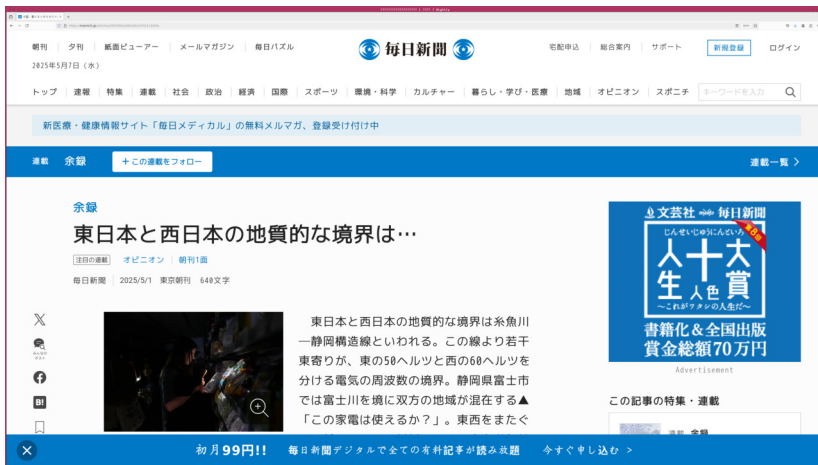 朝刊 夕刊 紙面ビューアー メールマガジン 毎日パズル
毎日新聞
宅配申込 総合案内 サポート 新規登録 ログイン
2025年5月7日 (水)
トップ 速報 特集 連載 社会 政治 経済 国際 スポーツ 環境・科学 カルチャー 暮らし・学び・医療 地域 オピニオン スポニチ キーワードを入力
新医療・健康情報サイト「毎日メディカル」の無料メルマガ、登録受け付け中
連載 余録 +この連載をフォロー 連載一覧 >
余録
東日本と西日本の地質的な境界は…
注目の連載 オピニオン 朝刊1面
毎日新聞 2025/5/1 東京朝刊 640文字
東日本と西日本の地質的な境界は糸魚川
―静岡構造線といわれる。この線より若干
東寄りが、東の50ヘルツと西の60ヘルツを
分ける電気の周波数の境界。静岡県富士市
では富士川を境に双方の地域が混在する▲
「この家電は使えるか？」。東西をまたぐ
みんなの
ポスト
B!
文芸社 毎日新聞
じんせいじゅうにんといろ
第8回
人生十人十色大賞
～これがワタシの人生だ～
書籍化&全国出版
賞金総額70万円
Advertisement
この記事の特集・連載
連載 余録
初月99円!! 毎日新聞デジタルで全ての有料記事が読み放題 今すぐ申し込む >